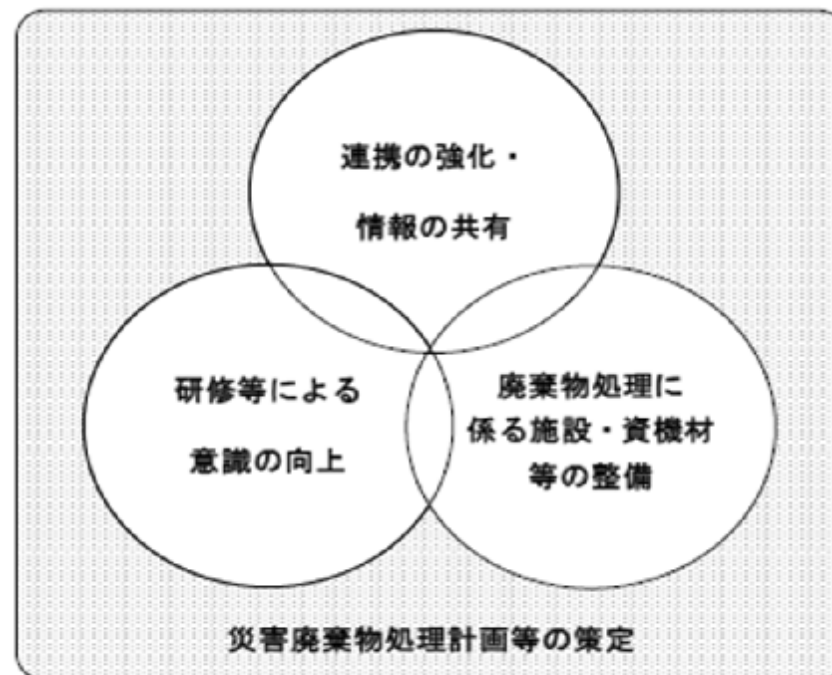 連携の強化・
情報の共有
研修等による
意識の向上
廃棄物処理に
係る施設・資機材
等の整備
災害廃棄物処理計画等の策定